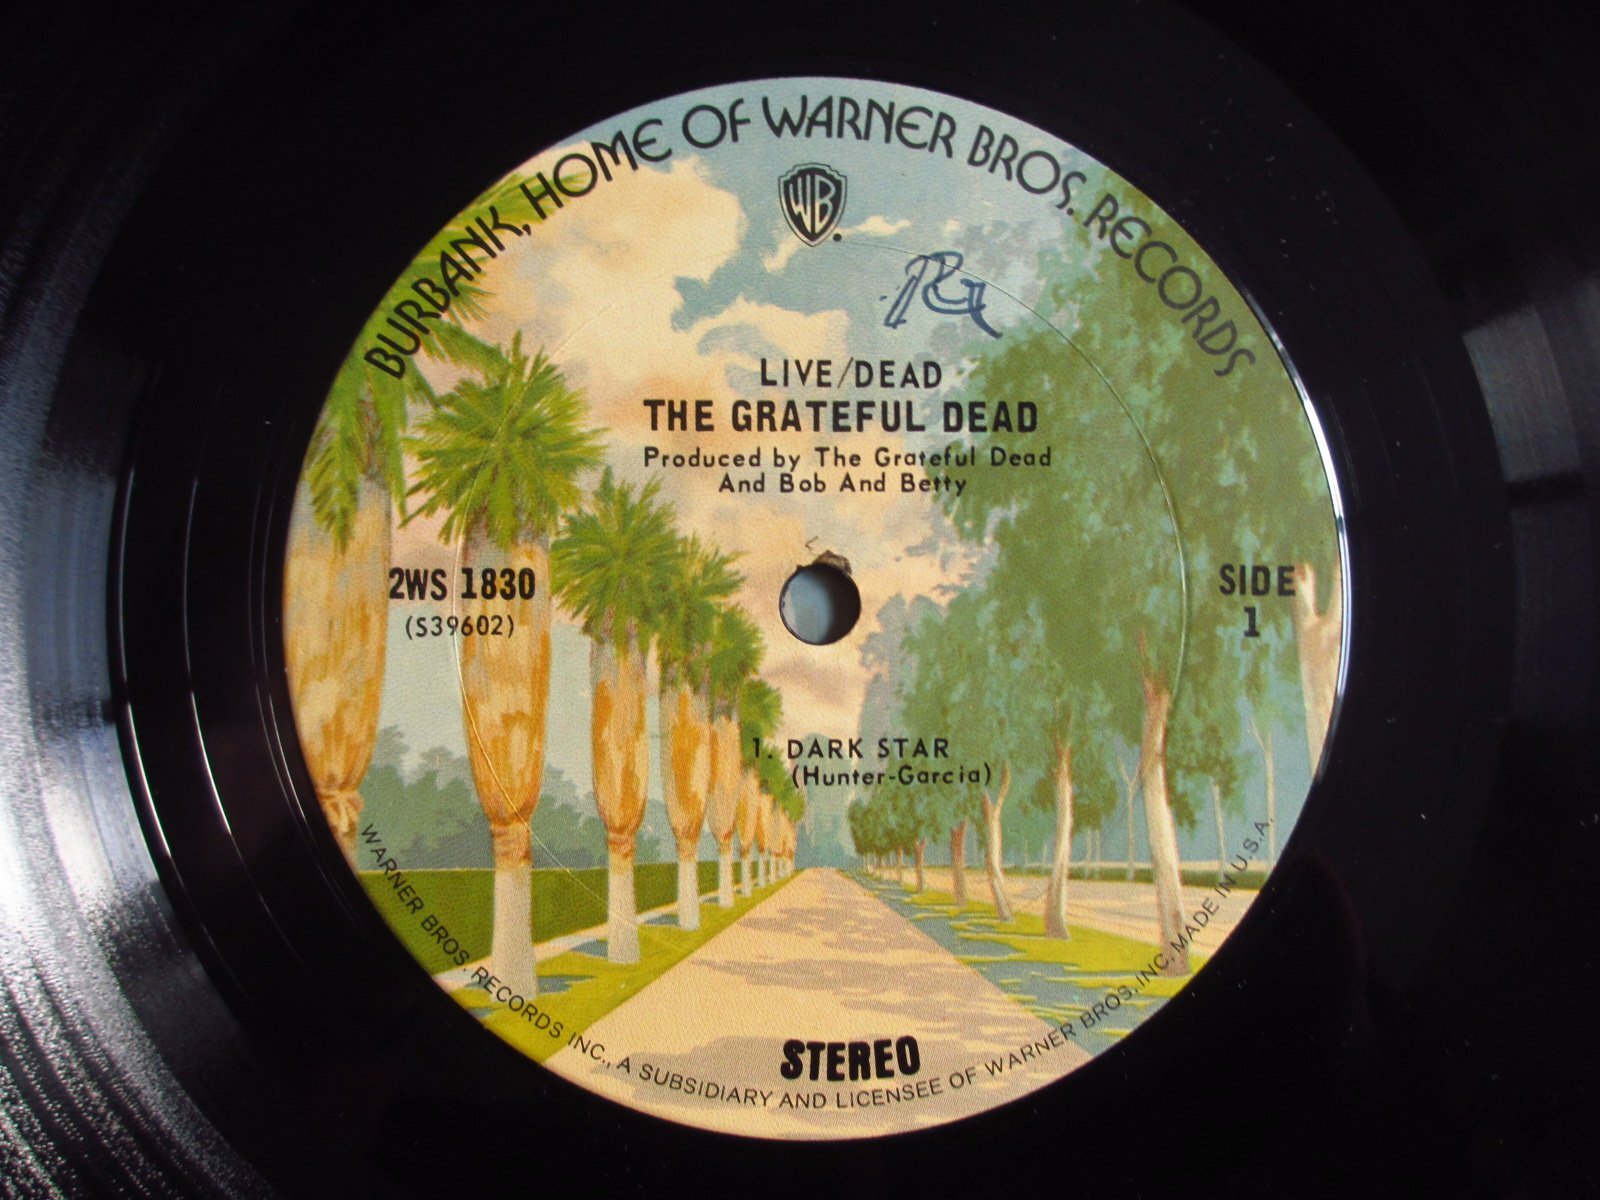 BURBANK, HOME OF WARNER BROS. RECORDS
WB
LIVE/DEAD
THE GRATEFUL DEAD
Produced by The Grateful Dead
And Bob And Betty
2WS 1830
(S39602)
SIDE
1
1. DARK STAR
(Hunter-Garcia)
STEREO
WARNER BROS. RECORDS INC., A SUBSIDIARY AND LICENSEE OF WARNER BROS. INC. MADE IN U.S.A.